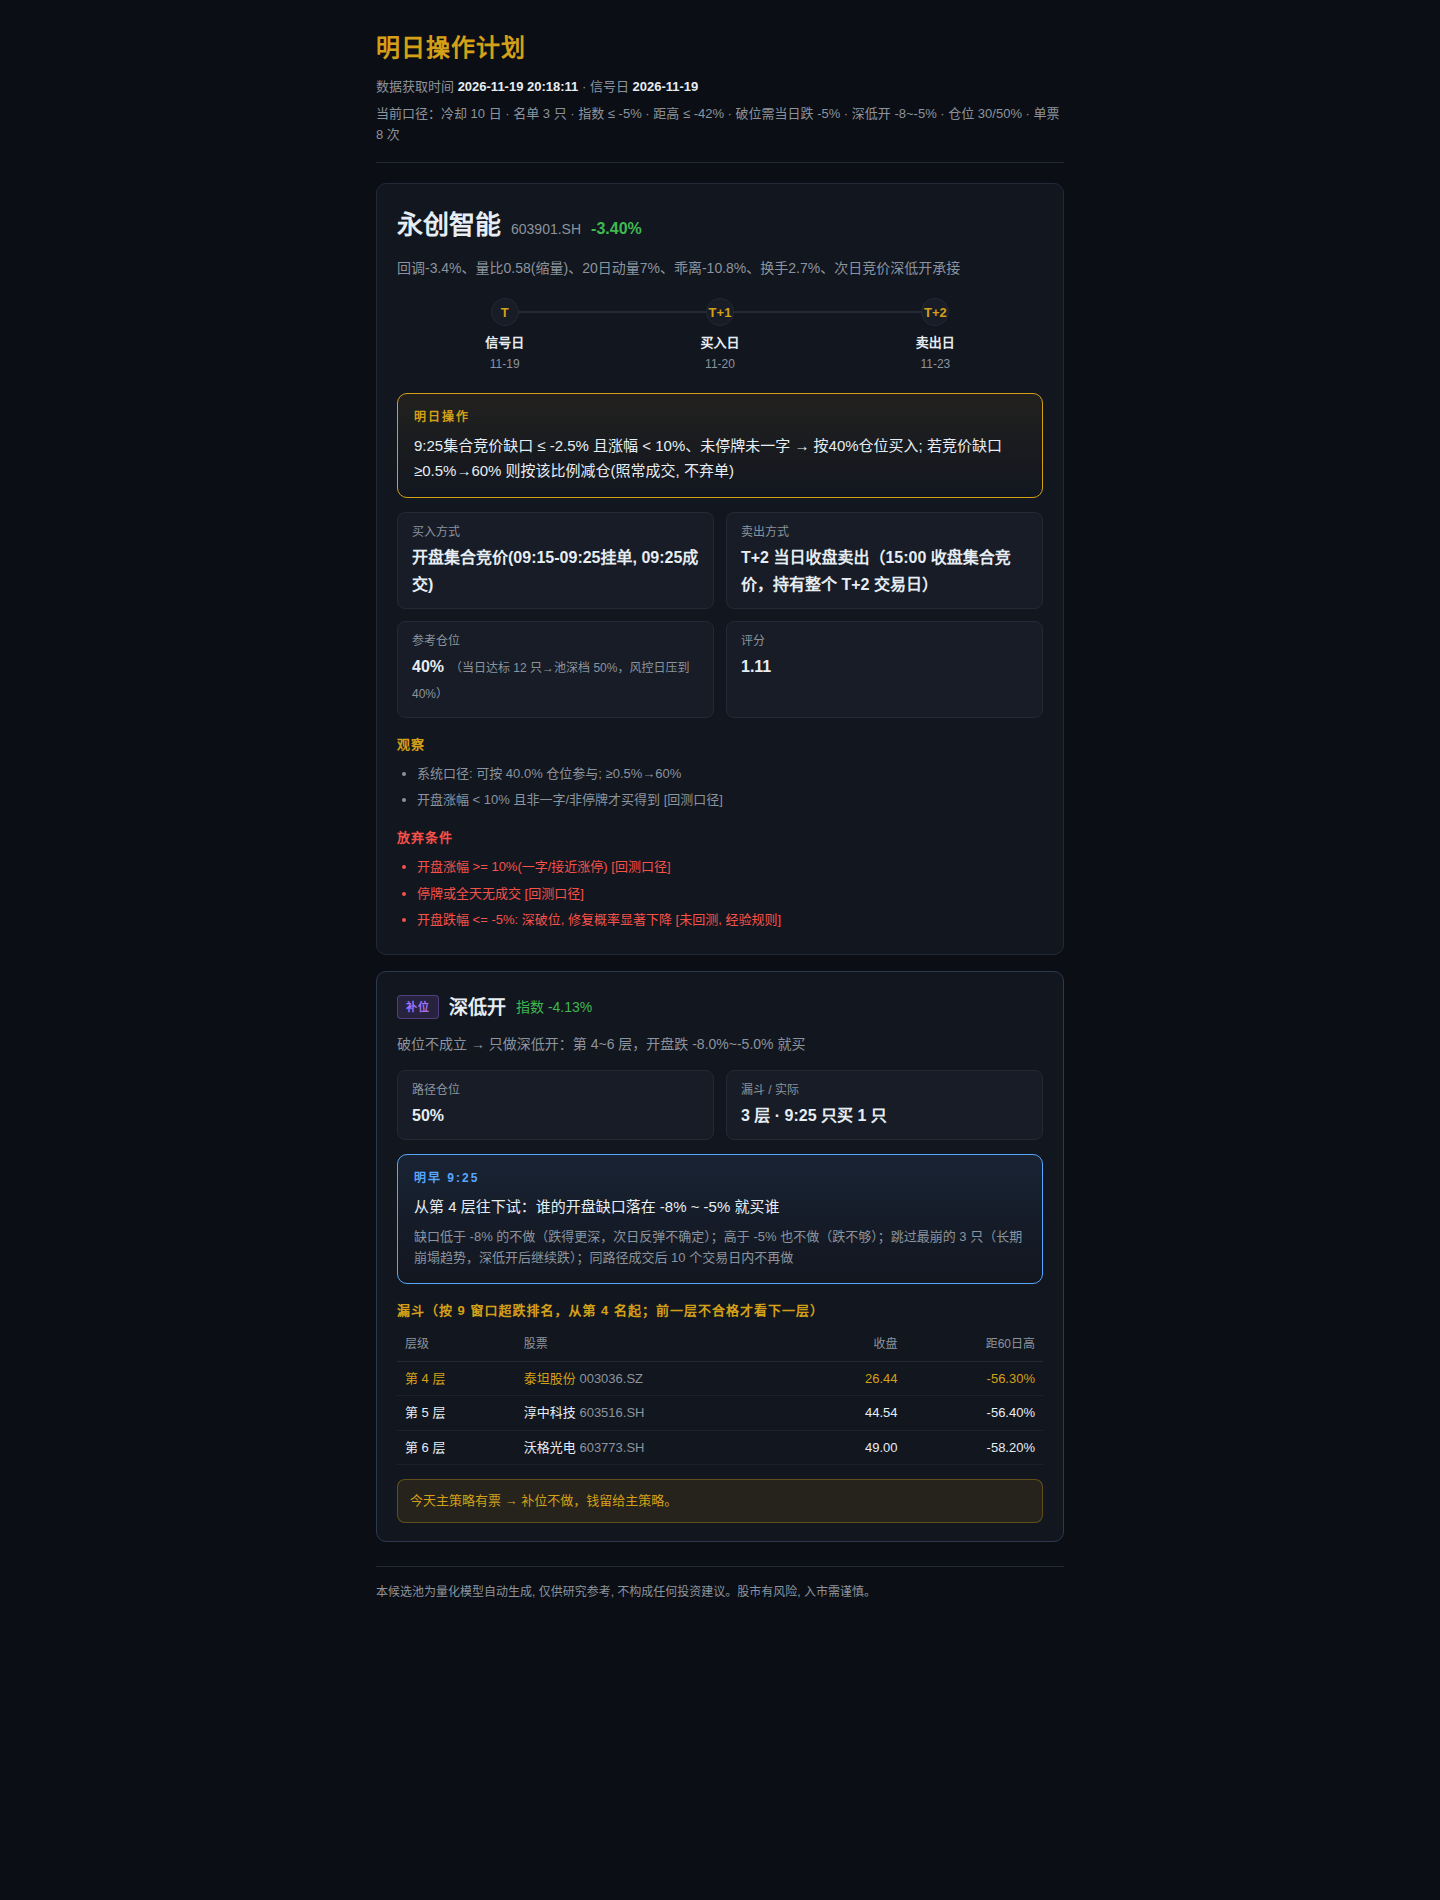 明日操作计划
数据获取时间 2026-11-19 20:18:11 · 信号日 2026-11-19
当前口径：冷却 10 日 · 名单 3 只 · 指数 ≤ -5% · 距高 ≤ -42% · 破位需当日跌 -5% · 深低开 -8~-5% · 仓位 30/50% · 单票
8 次
永创智能 603901.SH -3.40%
回调-3.4%、量比0.58(缩量)、20日动量7%、乖离-10.8%、换手2.7%、次日竞价深低开承接
T T+1 T+2
信号日 买入日 卖出日
11-19 11-20 11-23
明日操作
9:25集合竞价缺口 ≤ -2.5% 且涨幅 < 10%、未停牌未一字 → 按40%仓位买入; 若竞价缺口
≥0.5%→60% 则按该比例减仓(照常成交, 不弃单)
买入方式
开盘集合竞价(09:15-09:25挂单, 09:25成
交)
卖出方式
T+2 当日收盘卖出（15:00 收盘集合竞
价，持有整个 T+2 交易日）
参考仓位
40% （当日达标 12 只→池深档 50%，风控日压到
40%）
评分
1.11
观察
• 系统口径: 可按 40.0% 仓位参与; ≥0.5%→60%
• 开盘涨幅 < 10% 且非一字/非停牌才买得到 [回测口径]
放弃条件
• 开盘涨幅 >= 10%(一字/接近涨停) [回测口径]
• 停牌或全天无成交 [回测口径]
• 开盘跌幅 <= -5%: 深破位, 修复概率显著下降 [未回测, 经验规则]
补位 深低开 指数 -4.13%
破位不成立 → 只做深低开：第 4~6 层，开盘跌 -8.0%~-5.0% 就买
路径仓位
50%
漏斗 / 实际
3 层 · 9:25 只买 1 只
明早 9:25
从第 4 层往下试：谁的开盘缺口落在 -8% ~ -5% 就买谁
缺口低于 -8% 的不做（跌得更深，次日反弹不确定）；高于 -5% 也不做（跌不够）；跳过最崩的 3 只（长期
崩塌趋势，深低开后继续跌）；同路径成交后 10 个交易日内不再做
漏斗（按 9 窗口超跌排名，从第 4 名起；前一层不合格才看下一层）
层级 股票 收盘 距60日高
第 4 层 泰坦股份 003036.SZ 26.44 -56.30%
第 5 层 淳中科技 603516.SH 44.54 -56.40%
第 6 层 沃格光电 603773.SH 49.00 -58.20%
今天主策略有票 → 补位不做，钱留给主策略。
本候选池为量化模型自动生成, 仅供研究参考, 不构成任何投资建议。股市有风险, 入市需谨慎。